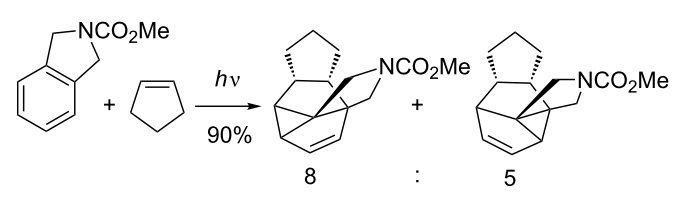 NCO₂Me
+
hν
90%
NCO₂Me
+
NCO₂Me
8 : 5